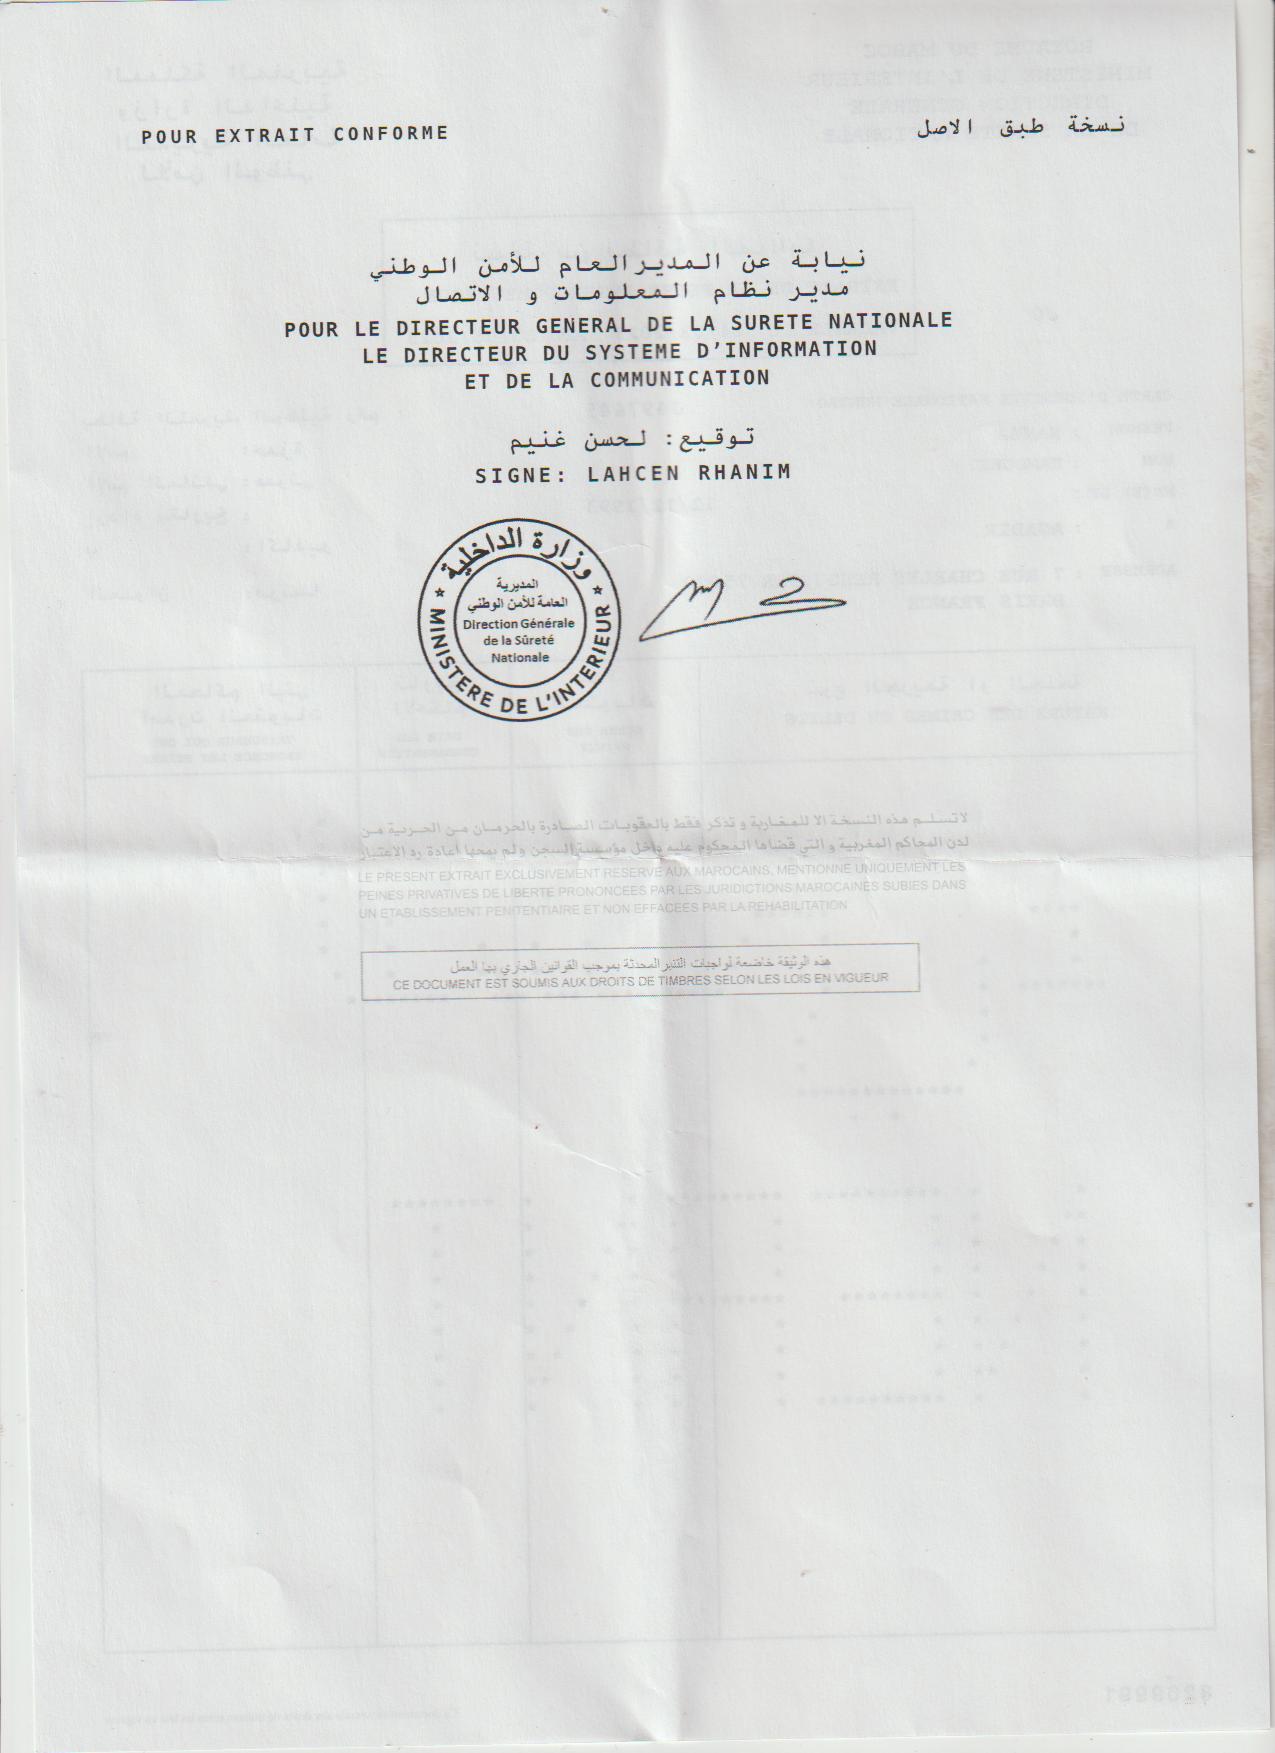 POUR EXTRAIT CONFORME
نسخة طبق الاصل
نيابة عن المدير العام للأمن الوطني
مدير نظام المعلومات و الاتصال
POUR LE DIRECTEUR GENERAL DE LA SURETE NATIONALE
LE DIRECTEUR DU SYSTEME D'INFORMATION
ET DE LA COMMUNICATION
توقيع: لحسن غنيم
SIGNE: LAHCEN RHANIM
وزارة الداخلية
المديرية
العامة للأمن الوطني
Direction Générale
de la Sûreté
Nationale
MINISTERE DE L'INTERIEUR
لا تسلم هذه النسخة الا للمغاربة و تذكر فقط بالعقوبات الصادرة بالحرمان من الحرية من
لدن المحاكم المغربية و التي قضاها المحكوم عليه داخل مؤسسة السجن ولم يمحها اعادة رد الاعتبار
LE PRESENT EXTRAIT EXCLUSIVEMENT RESERVE AUX MAROCAINS, MENTIONNE UNIQUEMENT LES
PEINES PRIVATIVES DE LIBERTE PRONONCEES PAR LES JURIDICTIONS MAROCAINES SUBIES DANS
UN ETABLISSEMENT PENITENTIAIRE ET NON EFFACEES PAR LA REHABILITATION
هذه الوثيقة خاضعة لواجبات التنبر المحدثة بموجب القوانين الجاري بها العمل
CE DOCUMENT EST SOUMIS AUX DROITS DE TIMBRES SELON LES LOIS EN VIGUEUR